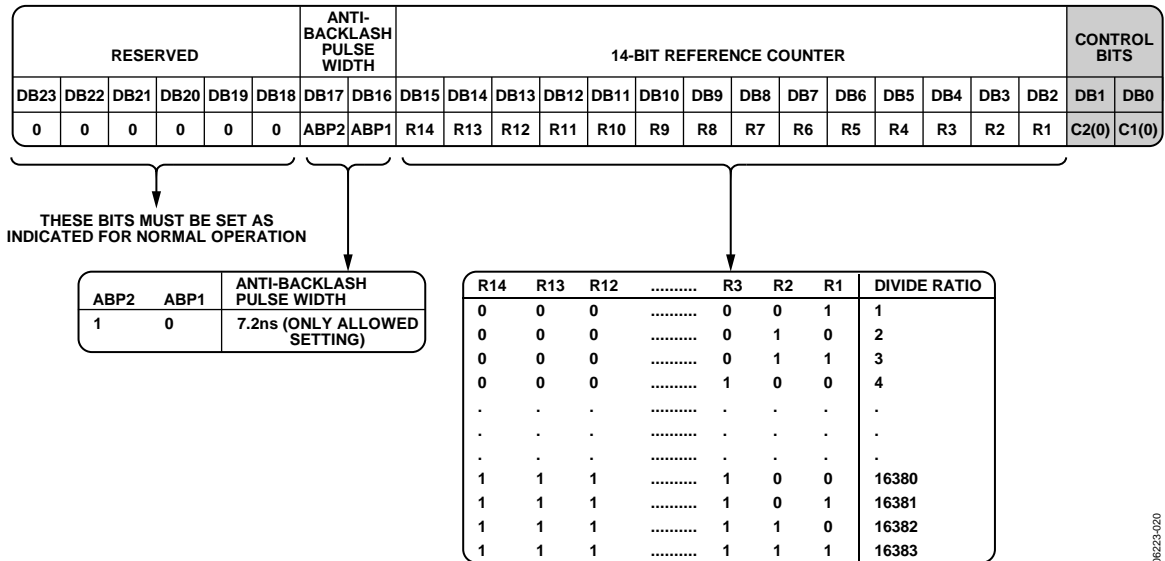 RESERVED
ANTI-
BACKLASH
PULSE
WIDTH
14-BIT REFERENCE COUNTER
CONTROL
BITS
DB23 DB22 DB21 DB20 DB19 DB18 DB17 DB16 DB15 DB14 DB13 DB12 DB11 DB10 DB9 DB8 DB7 DB6 DB5 DB4 DB3 DB2 DB1 DB0
0 0 0 0 0 0 ABP2 ABP1 R14 R13 R12 R11 R10 R9 R8 R7 R6 R5 R4 R3 R2 R1 C2(0) C1(0)
THESE BITS MUST BE SET AS
INDICATED FOR NORMAL OPERATION
ABP2 ABP1 ANTI-BACKLASH
PULSE WIDTH
1 0 7.2ns (ONLY ALLOWED
SETTING)
R14 R13 R12 .......... R3 R2 R1 DIVIDE RATIO
0 0 0 .......... 0 0 1 1
0 0 0 .......... 0 1 0 2
0 0 0 .......... 0 1 1 3
0 0 0 .......... 1 0 0 4
. . . .......... . . . .
. . . .......... . . . .
. . . .......... . . . .
1 1 1 .......... 1 0 0 16380
1 1 1 .......... 1 0 1 16381
1 1 1 .......... 1 1 0 16382
1 1 1 .......... 1 1 1 16383
06223-020